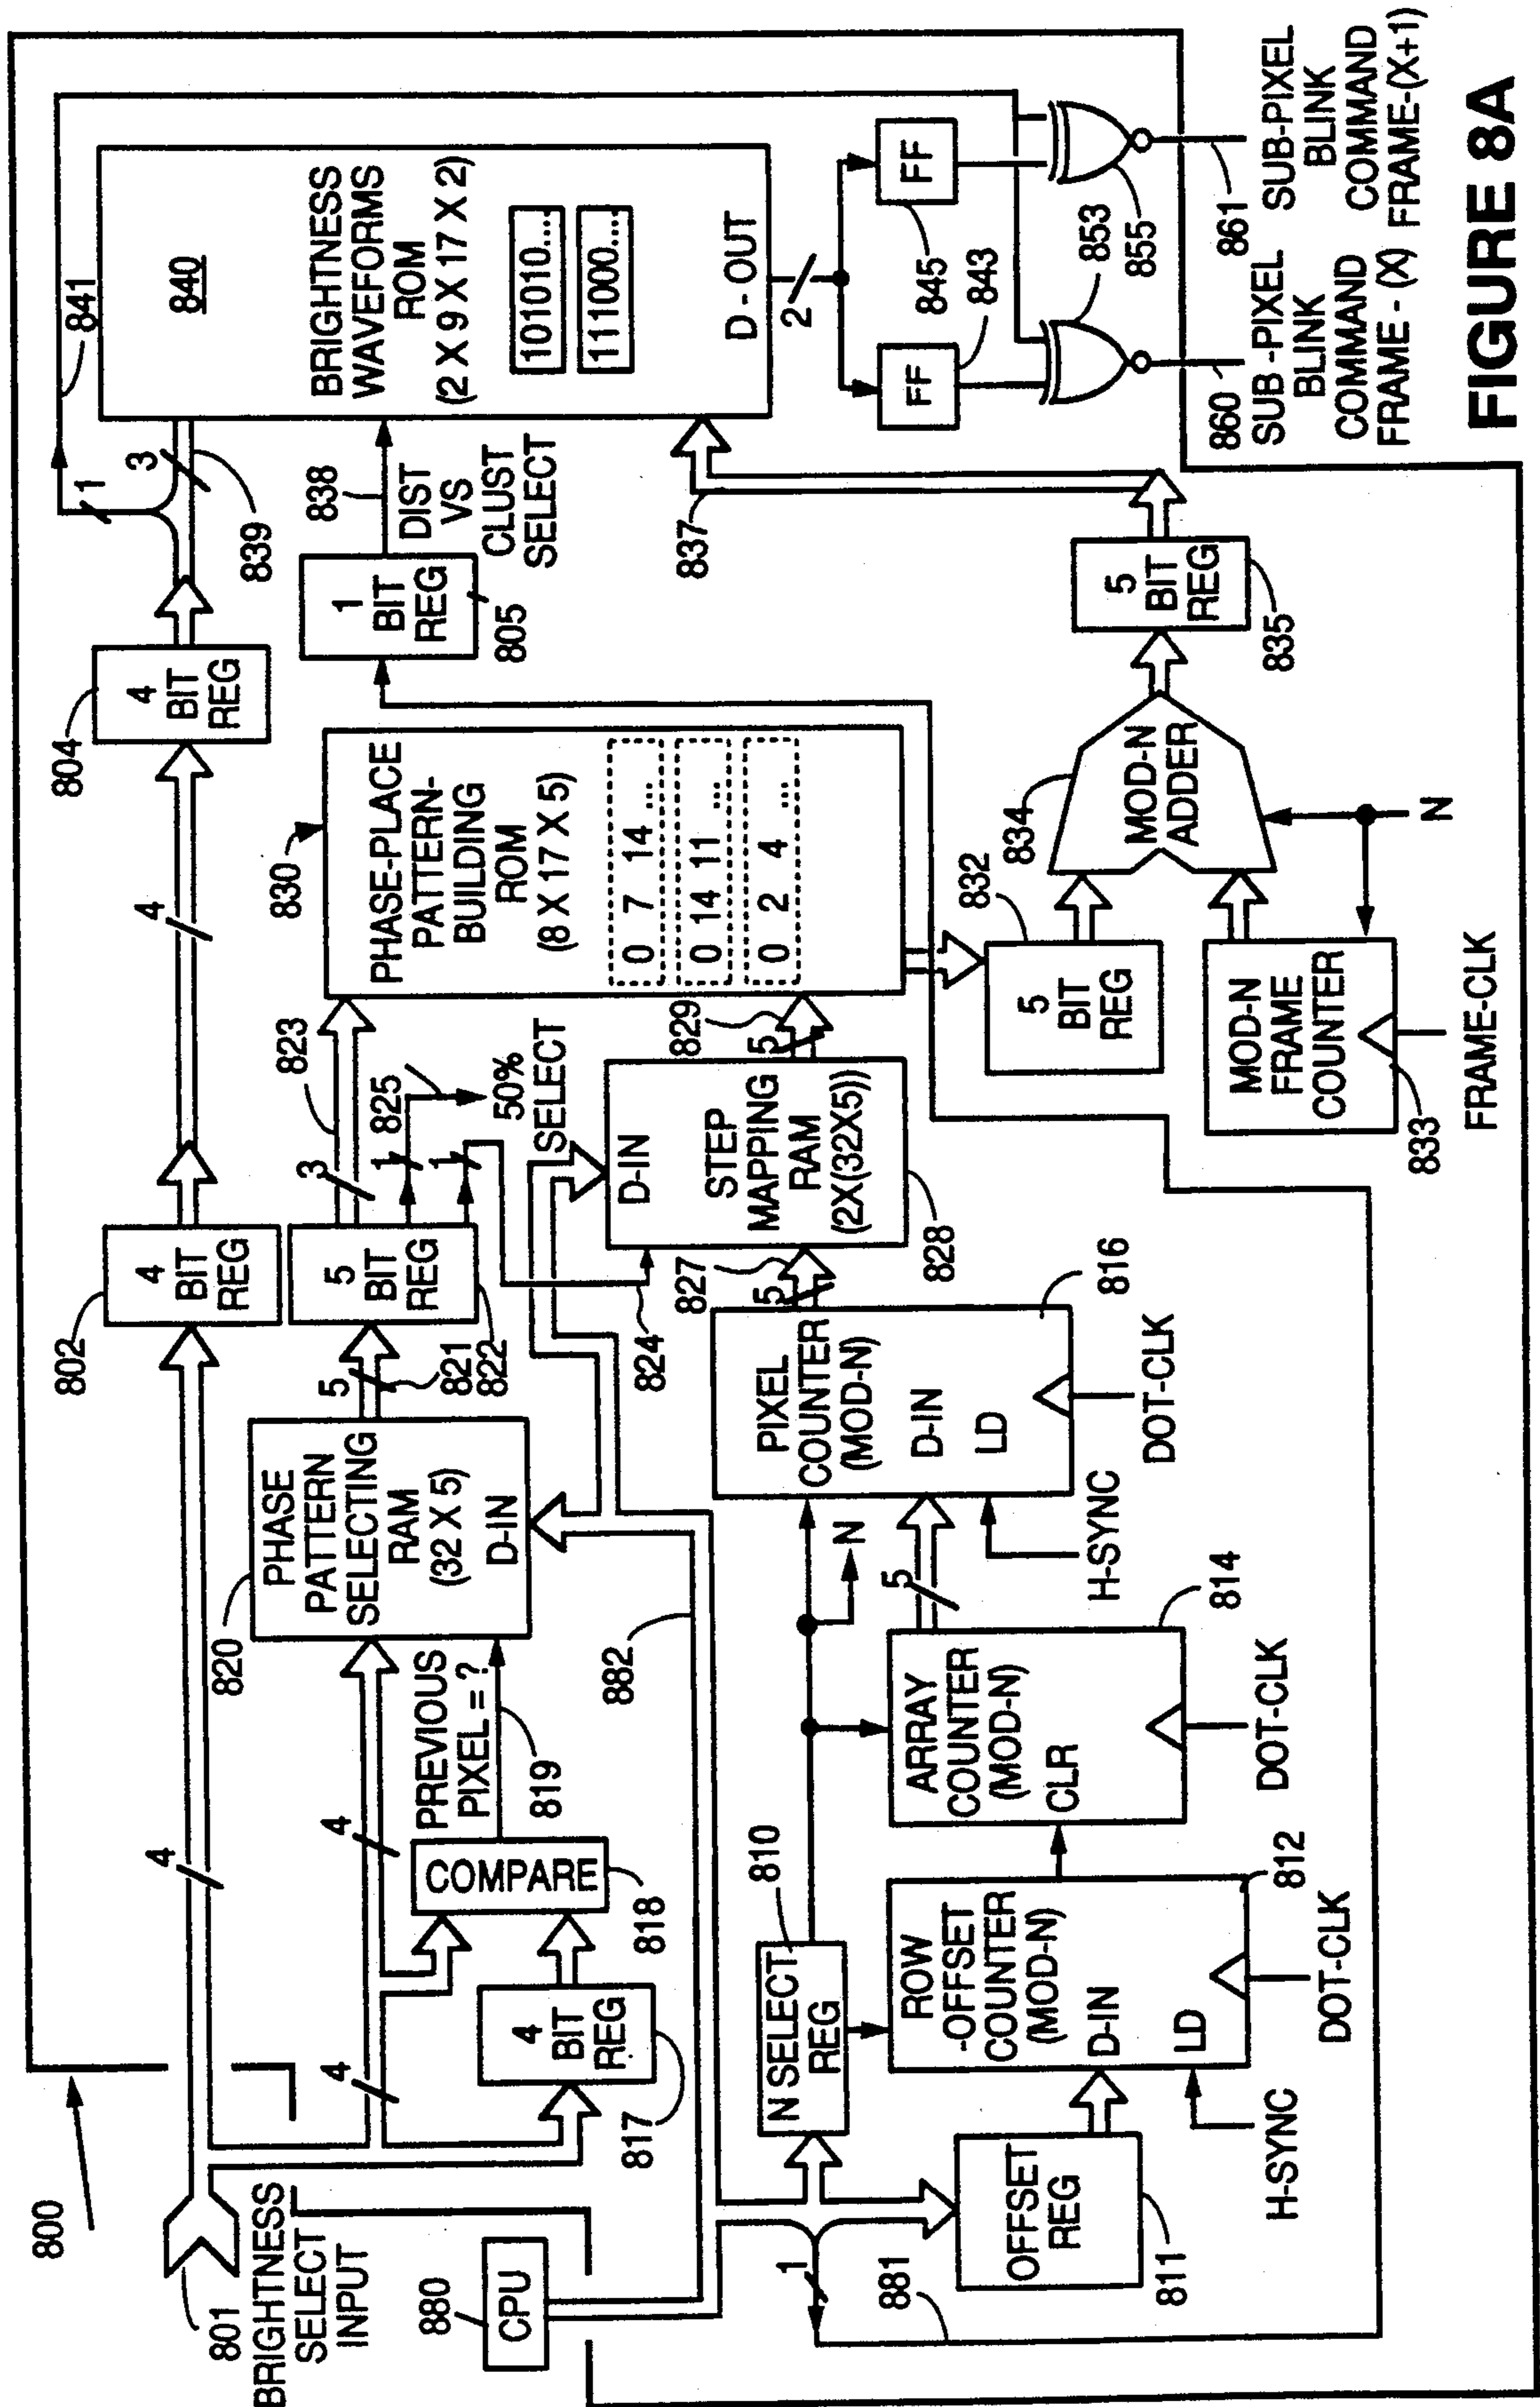 800
801
BRIGHTNESS
SELECT
INPUT
4
4
802
4
BIT
REG
4
804
4
BIT
REG
1
3
839
841
840
BRIGHTNESS
WAVEFORMS
ROM
(2 X 9 X 17 X 2)
101010...
111000...
D - OUT
2
820
PHASE
PATTERN
SELECTING
RAM
(32 X 5)
D-IN
4
4
BIT
REG
817
COMPARE
818
4
PREVIOUS
PIXEL = ?
819
5
821
822
5
BIT
REG
3
823
1
825
50%
SELECT
1
824
830
PHASE-PLACE
PATTERN-
BUILDING
ROM
(8 X 17 X 5)
0 7 14 ...
0 14 11 ...
0 2 4 ...
1
BIT
REG
805
838
DIST
VS
CLUST
SELECT
837
880
CPU
882
1
881
N SELECT
REG
810
N
OFFSET
REG
811
ROW
-OFFSET
COUNTER
(MOD-N)
D-IN
LD
812
H-SYNC
DOT-CLK
ARRAY
COUNTER
(MOD-N)
CLR
814
DOT-CLK
5
PIXEL
COUNTER
(MOD-N)
D-IN
LD
816
H-SYNC
DOT-CLK
827
5
D-IN
STEP
MAPPING
RAM
(2X(32X5))
828
829
5
5
BIT
REG
832
MOD-N
FRAME
COUNTER
833
FRAME-CLK
834
MOD-N
ADDER
N
5
BIT
REG
835
FF
843
FF
845
853
855
860
SUB -PIXEL
BLINK
COMMAND
FRAME - (X)
861
SUB-PIXEL
BLINK
COMMAND
FRAME-(X+1)
FIGURE 8A